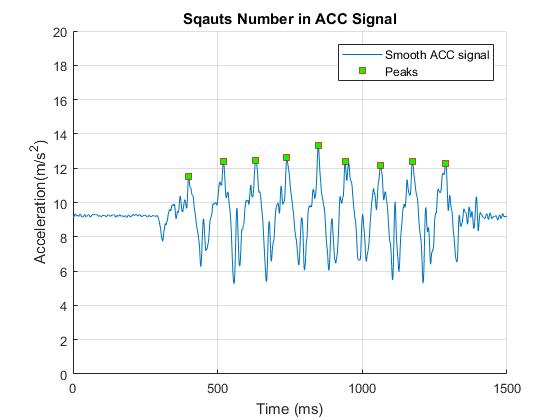 Sqauts Number in ACC Signal
Smooth ACC signal
Peaks
Acceleration(m/s²)
20
18
16
14
12
10
8
6
4
2
0
0 500 1000 1500
Time (ms)